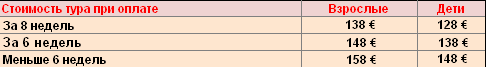 Стоимость тура при оплате Взрослые Дети
За 8 недель 138 € 128 €
За 6 недель 148 € 138 €
Меньше 6 недель 158 € 148 €